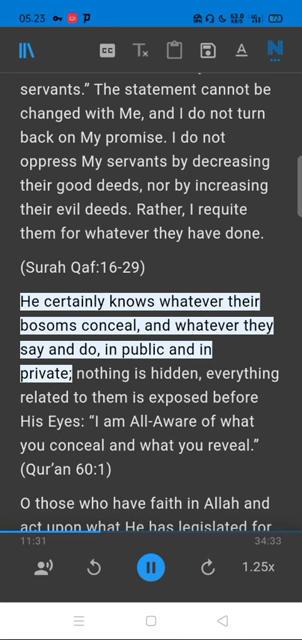 05.23
CC
servants.” The statement cannot be
changed with Me, and I do not turn
back on My promise. I do not
oppress My servants by decreasing
their good deeds, nor by increasing
their evil deeds. Rather, I requite
them for whatever they have done.
(Surah Qaf:16-29)
He certainly knows whatever their
bosoms conceal, and whatever they
say and do, in public and in
private; nothing is hidden, everything
related to them is exposed before
His Eyes: “I am All-Aware of what
you conceal and what you reveal.”
(Qur’an 60:1)
O those who have faith in Allah and
act upon what He has legislated for
11:31 34:33
1.25x